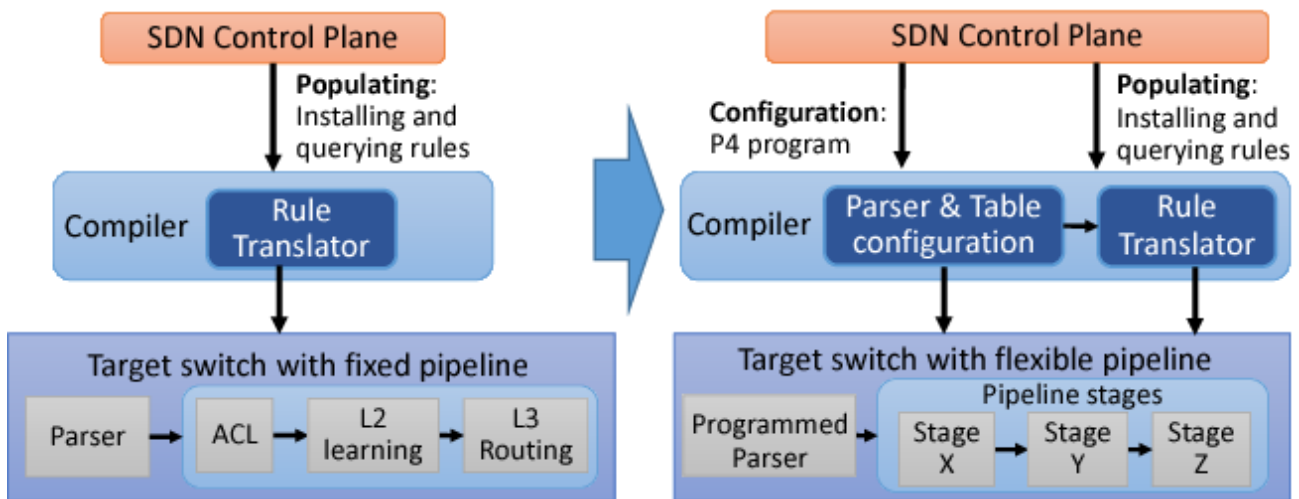 SDN Control Plane
Populating:
Installing and
querying rules
Compiler
Rule
Translator
Target switch with fixed pipeline
Parser
ACL
L2
learning
L3
Routing
SDN Control Plane
Configuration:
P4 program
Populating:
Installing and
querying rules
Compiler
Parser & Table
configuration
Rule
Translator
Target switch with flexible pipeline
Pipeline stages
Programmed
Parser
Stage
X
Stage
Y
Stage
Z